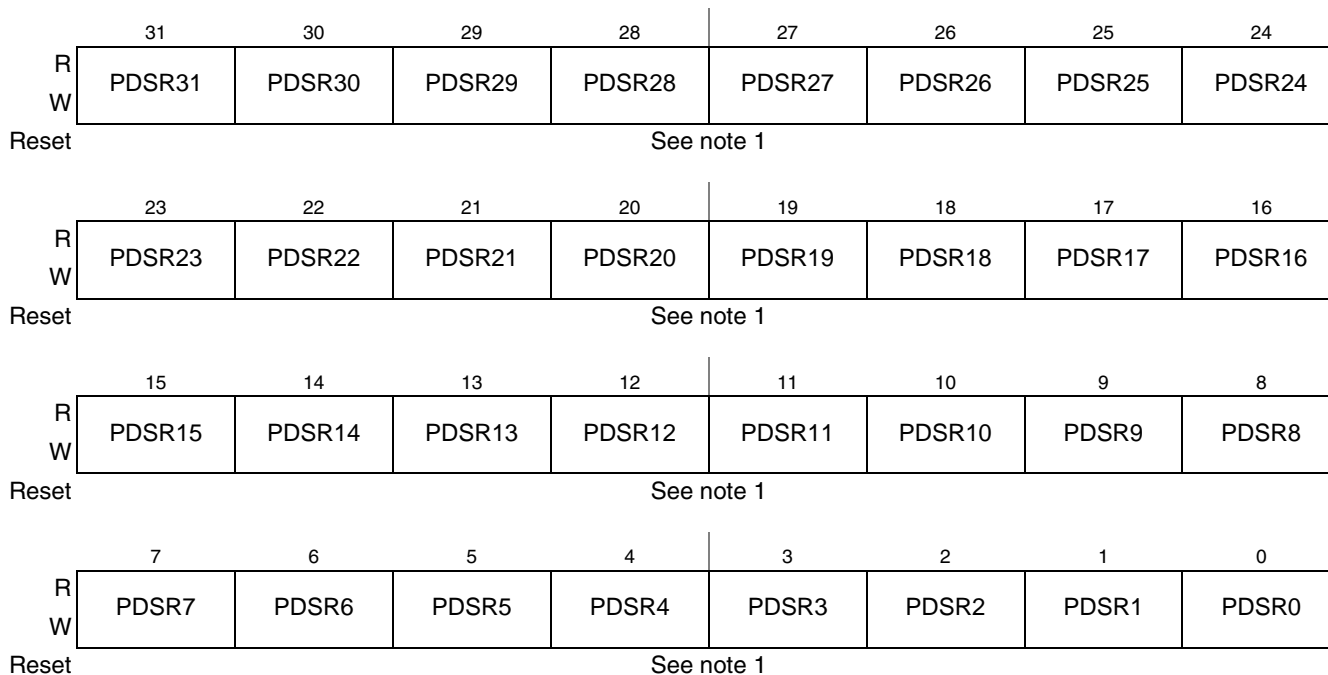 31 30 29 28 27 26 25 24
R
W
PDSR31 PDSR30 PDSR29 PDSR28 PDSR27 PDSR26 PDSR25 PDSR24
Reset See note 1
23 22 21 20 19 18 17 16
R
W
PDSR23 PDSR22 PDSR21 PDSR20 PDSR19 PDSR18 PDSR17 PDSR16
Reset See note 1
15 14 13 12 11 10 9 8
R
W
PDSR15 PDSR14 PDSR13 PDSR12 PDSR11 PDSR10 PDSR9 PDSR8
Reset See note 1
7 6 5 4 3 2 1 0
R
W
PDSR7 PDSR6 PDSR5 PDSR4 PDSR3 PDSR2 PDSR1 PDSR0
Reset See note 1